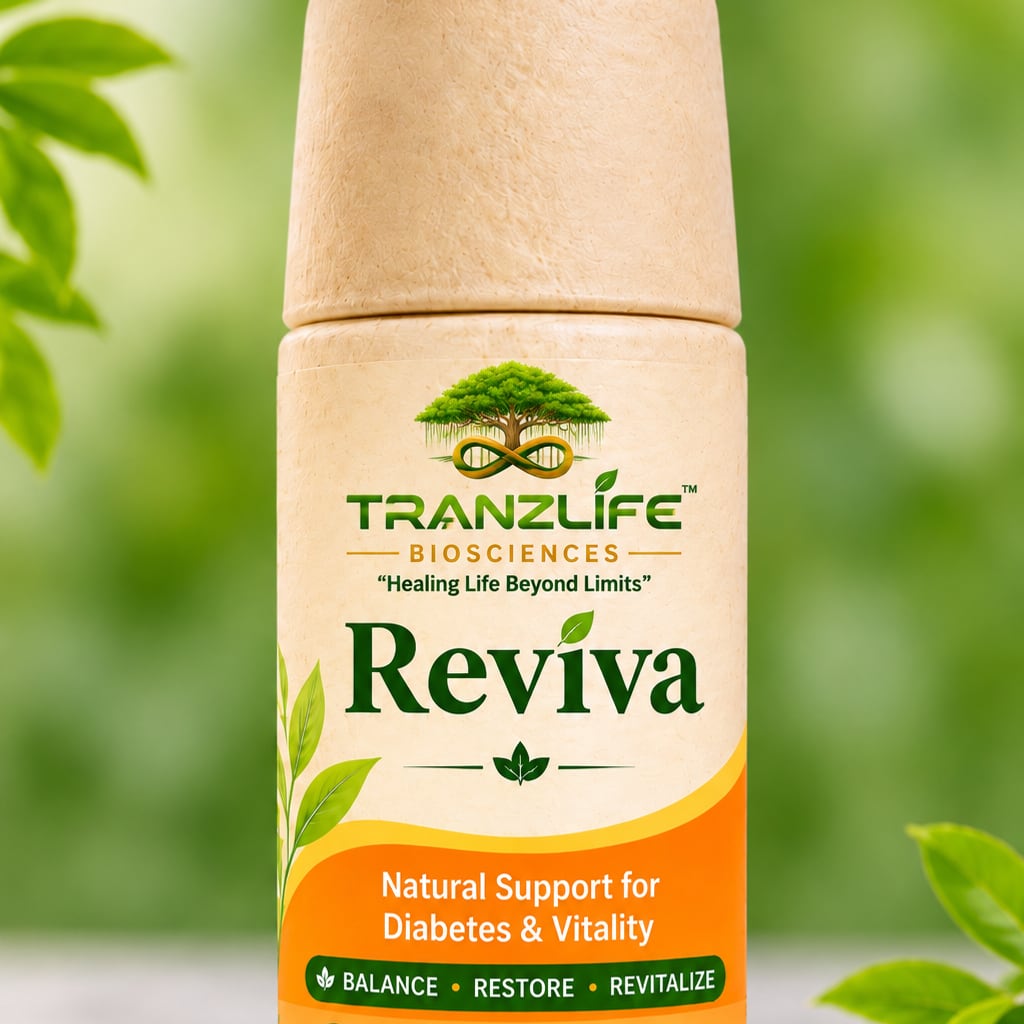 TRANZLIFE™
BIOSCIENCES
“Healing Life Beyond Limits”
Reviva
Natural Support for
Diabetes & Vitality
BALANCE • RESTORE • REVITALIZE